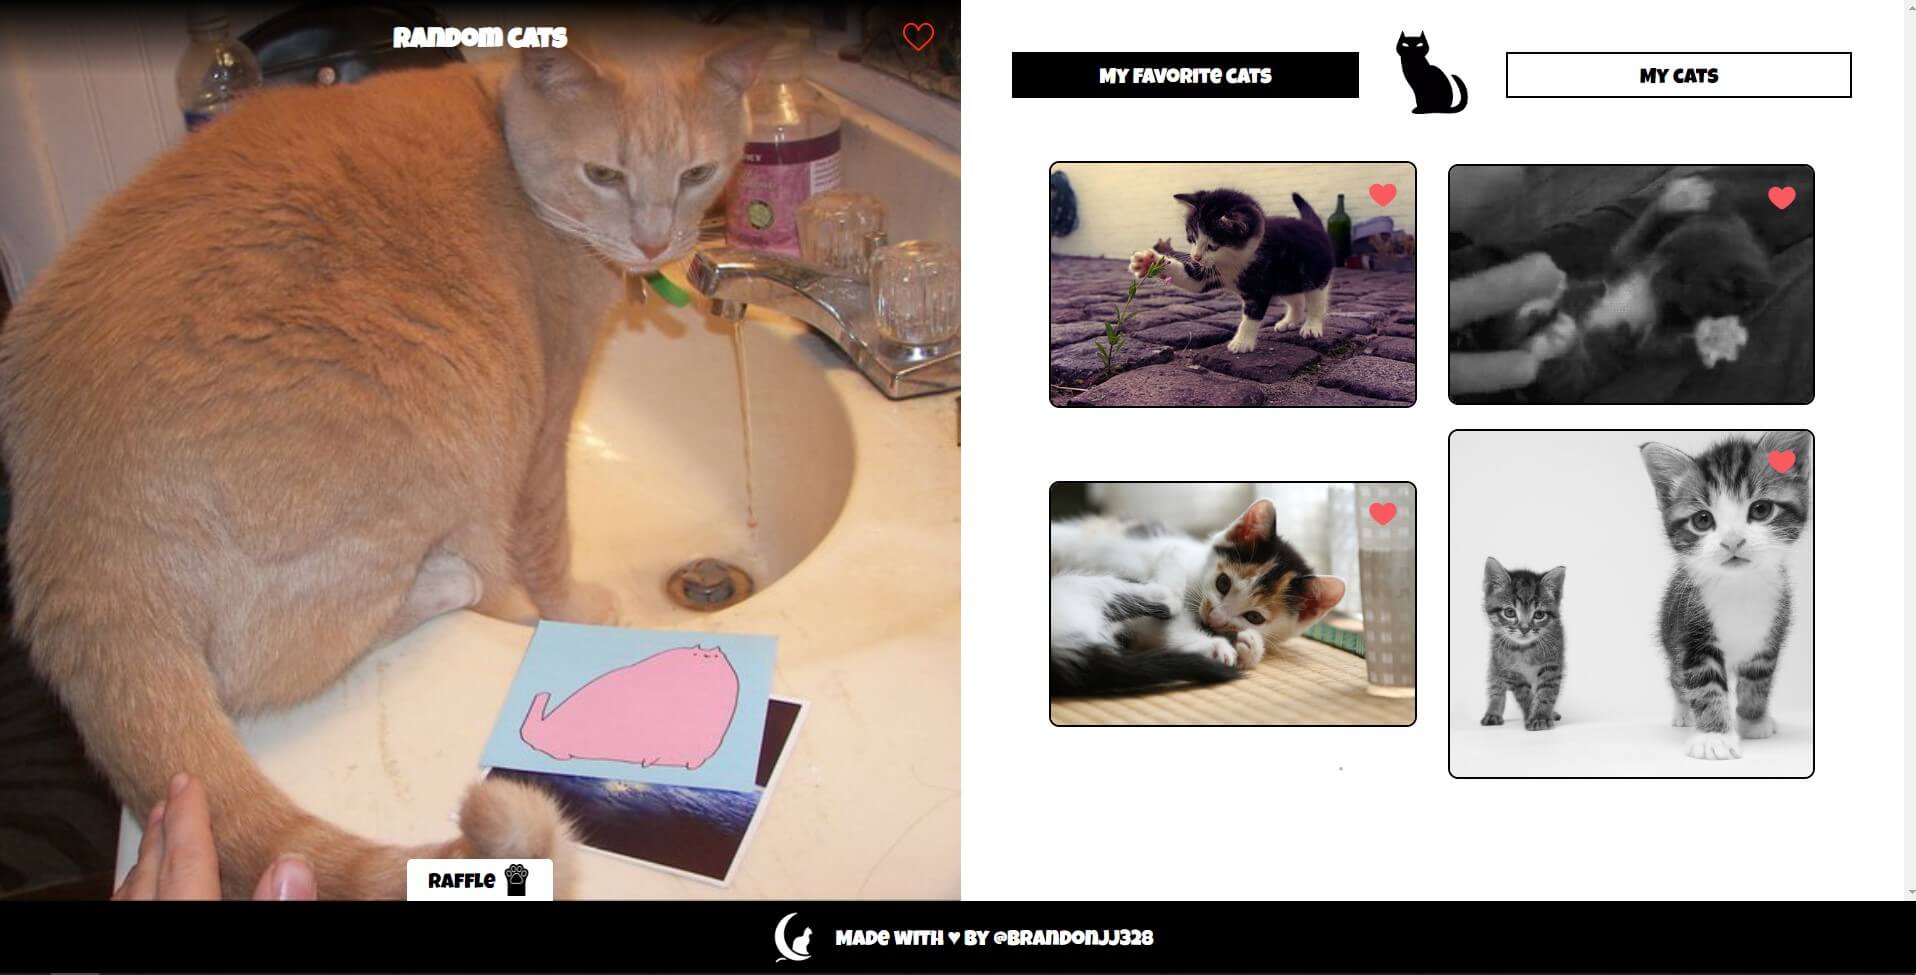 RANDOM CATS
MY FAVORITE CATS
MY CATS
RAFFLE
MADE WITH ♥ BY @BRANDONJJ328